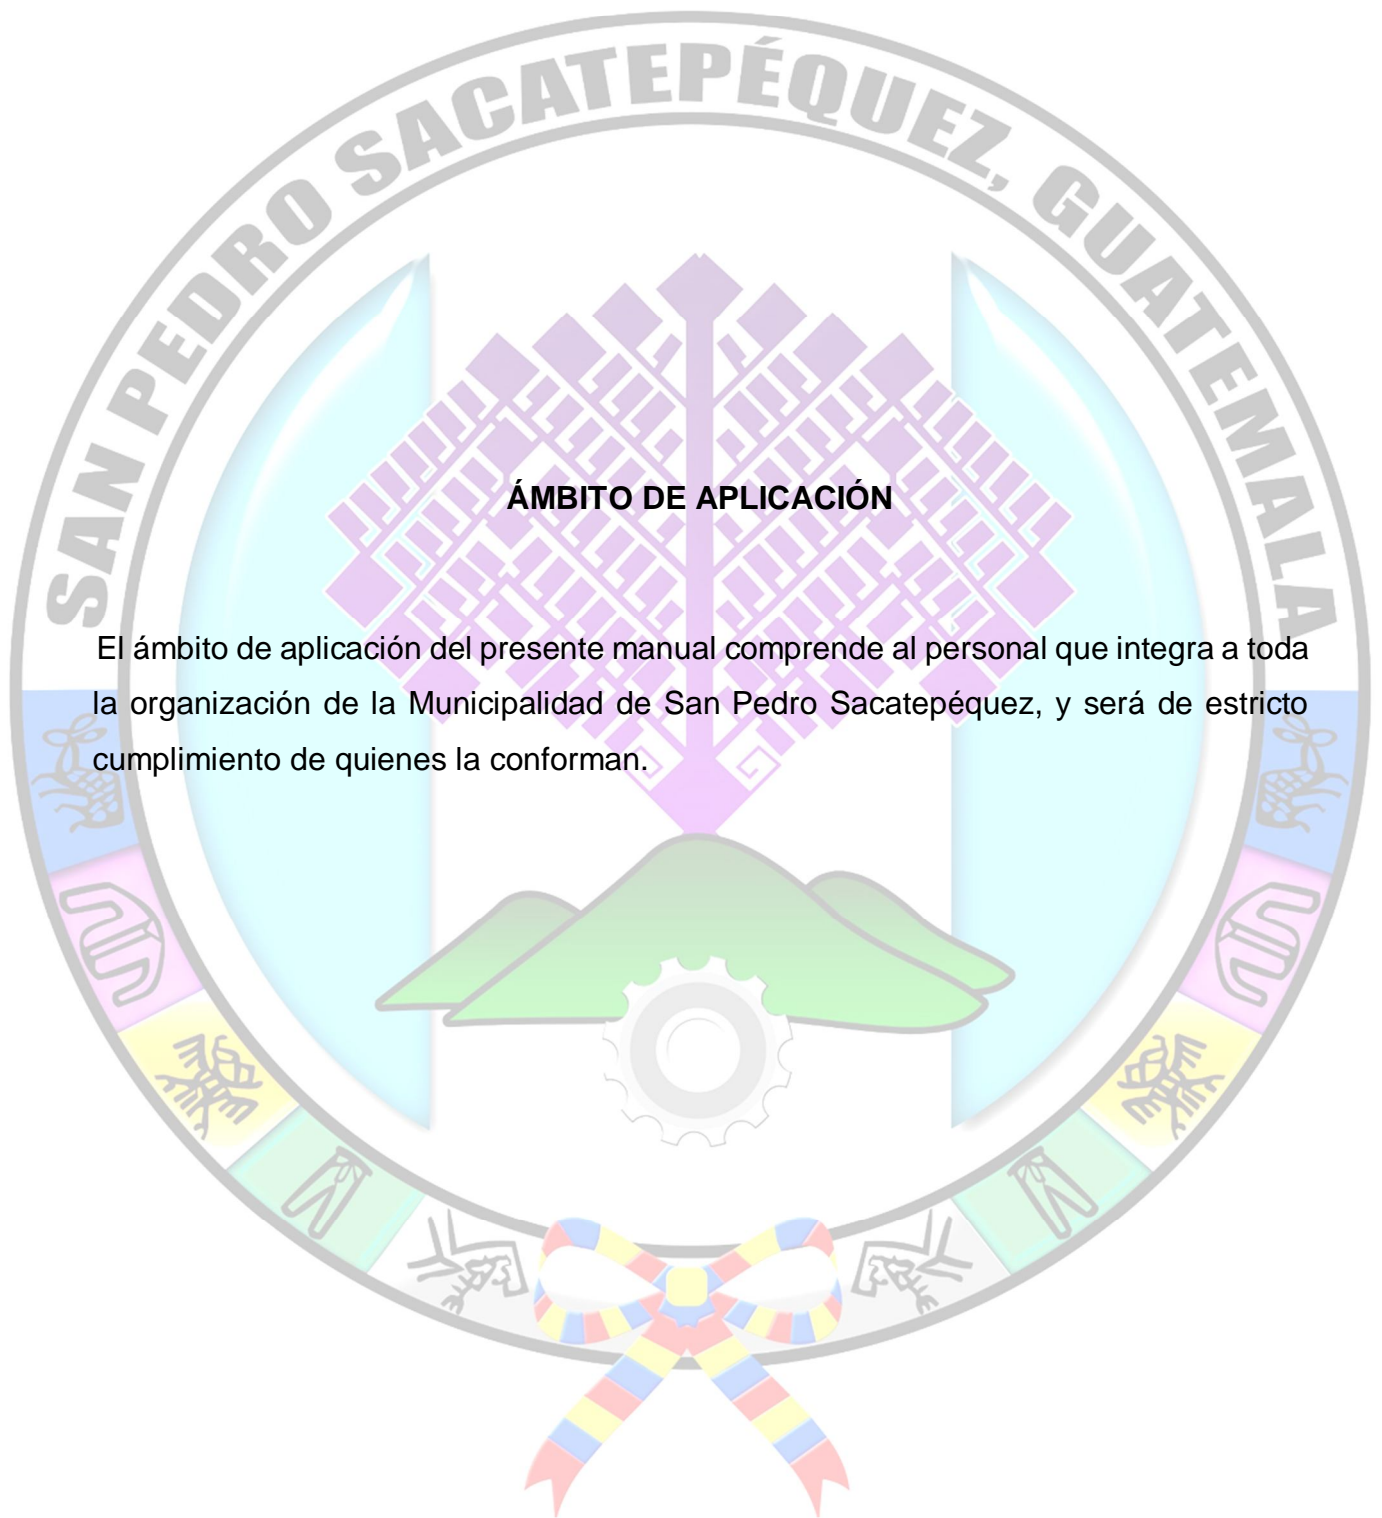 SAN PEDRO SACATEPÉQUEZ, GUATEMALA
ÁMBITO DE APLICACIÓN
El ámbito de aplicación del presente manual comprende al personal que integra a toda
la organización de la Municipalidad de San Pedro Sacatepéquez, y será de estricto
cumplimiento de quienes la conforman.